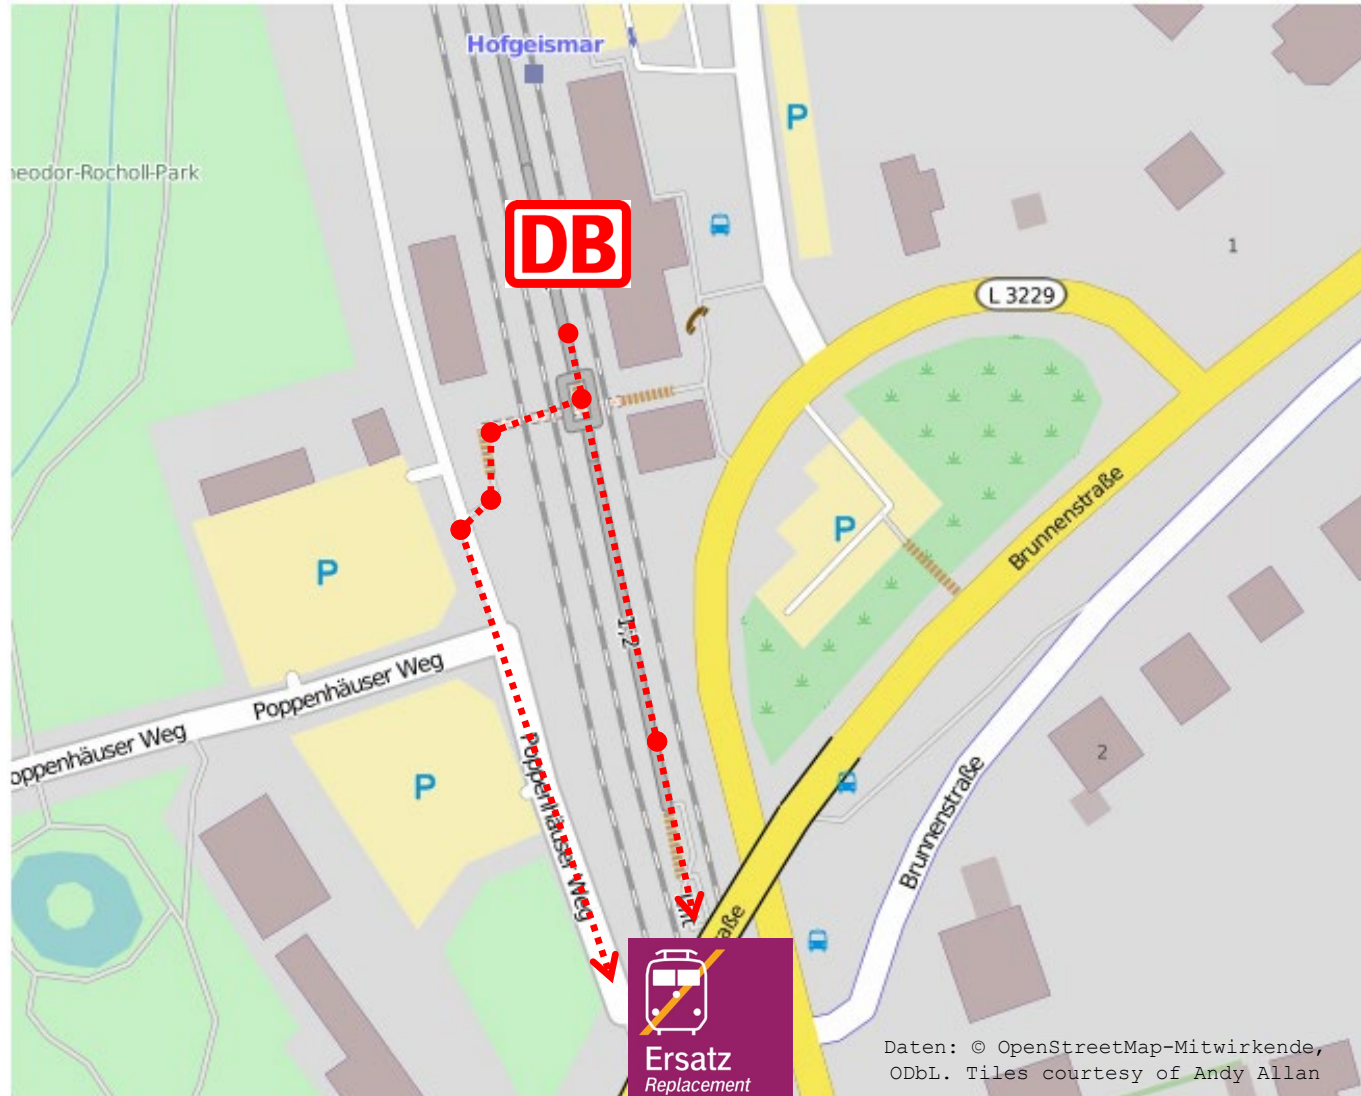 Hofgeismar
P
heodor-Rocholl-Park
DB
1
L 3229
P
Brunnenstraße
P
1;2
Poppenhäuser Weg
oppenhäuser Weg
Poppenhäuser Weg
P
2
Brunnenstraße
aße
Ersatz
Replacement
Daten: © OpenStreetMap-Mitwirkende,
ODbL. Tiles courtesy of Andy Allan